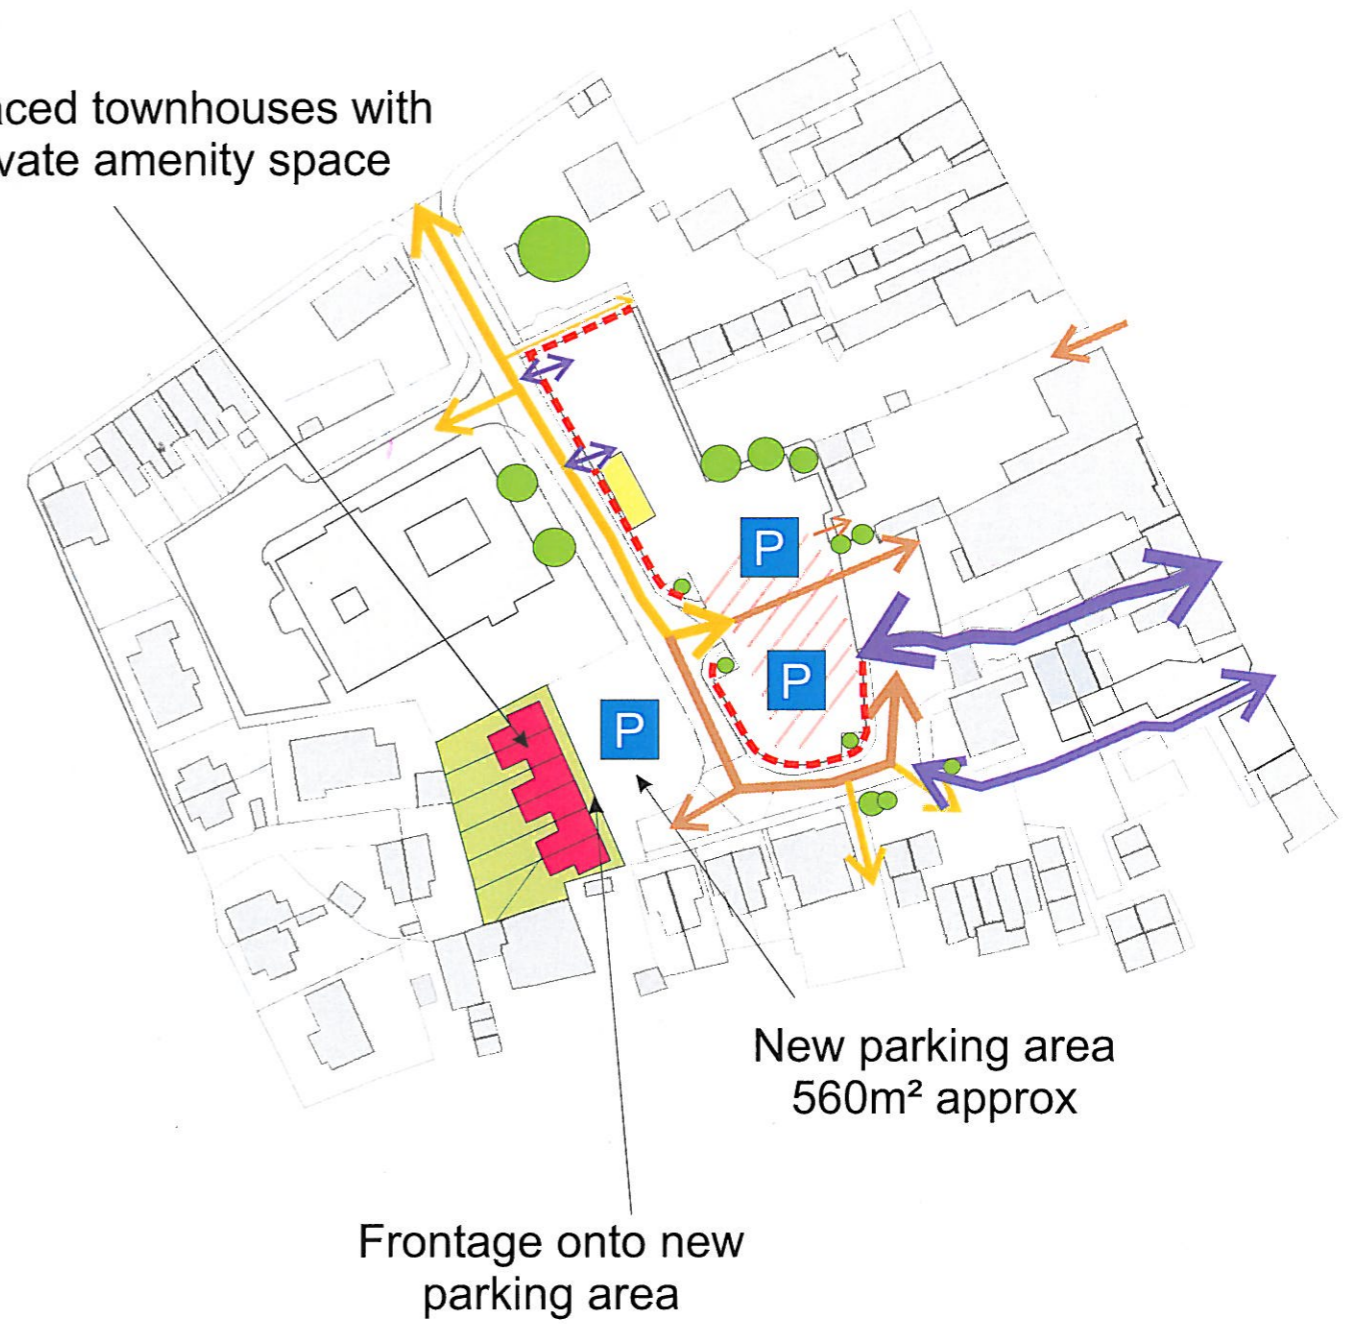 aced townhouses with
vate amenity space
P
P
P
New parking area
560m² approx
Frontage onto new
parking area